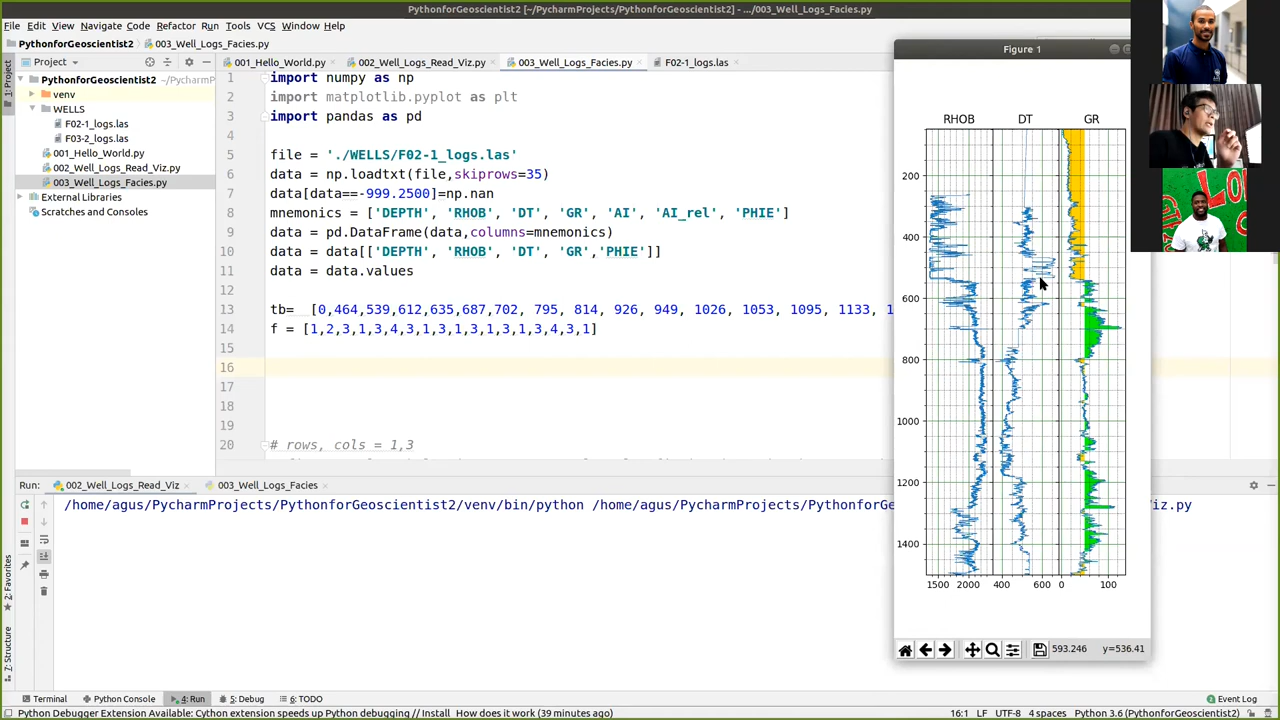 PythonforGeoscientist2 [~/PycharmProjects/PythonforGeoscientist2] - .../003_Well_Logs_Facies.py
File Edit View Navigate Code Refactor Run Tools VCS Window Help
PythonforGeoscientist2 003_Well_Logs_Facies.py
Project
001_Hello_World.py
002_Well_Logs_Read_Viz.py
003_Well_Logs_Facies.py
F02-1_logs.las
1: Project
PythonforGeoscientist2 ~/PycharmP
venv
WELLS
F02-1_logs.las
F03-2_logs.las
001_Hello_World.py
002_Well_Logs_Read_Viz.py
003_Well_Logs_Facies.py
External Libraries
Scratches and Consoles
1 import numpy as np
2 import matplotlib.pyplot as plt
3 import pandas as pd
4
5 file = './WELLS/F02-1_logs.las'
6 data = np.loadtxt(file,skiprows=35)
7 data[data==-999.2500]=np.nan
8 mnemonics = ['DEPTH', 'RHOB', 'DT', 'GR', 'AI', 'AI_rel', 'PHIE']
9 data = pd.DataFrame(data,columns=mnemonics)
10 data = data[['DEPTH', 'RHOB', 'DT', 'GR','PHIE']]
11 data = data.values
12
13 tb= [0,464,539,612,635,687,702, 795, 814, 926, 949, 1026, 1053, 1095, 1133, 1
14 f = [1,2,3,1,3,4,3,1,3,1,3,1,3,1,3,4,3,1]
15
16
17
18
19
20 # rows, cols = 1,3
Figure 1
RHOB DT GR
200
400
600
800
1000
1200
1400
1500 2000 400 600 0 100
593.246 y=536.41
Run: 002_Well_Logs_Read_Viz 003_Well_Logs_Facies
/home/agus/PycharmProjects/PythonforGeoscientist2/venv/bin/python /home/agus/PycharmProjects/PythonforGe
iz.py
2: Favorites
7: Structure
Terminal Python Console 4: Run 5: Debug 6: TODO Event Log
Python Debugger Extension Available: Cython extension speeds up Python debugging // Install How does it work (39 minutes ago)
16:1 LF UTF-8 4 spaces Python 3.6 (PythonforGeoscientist2)